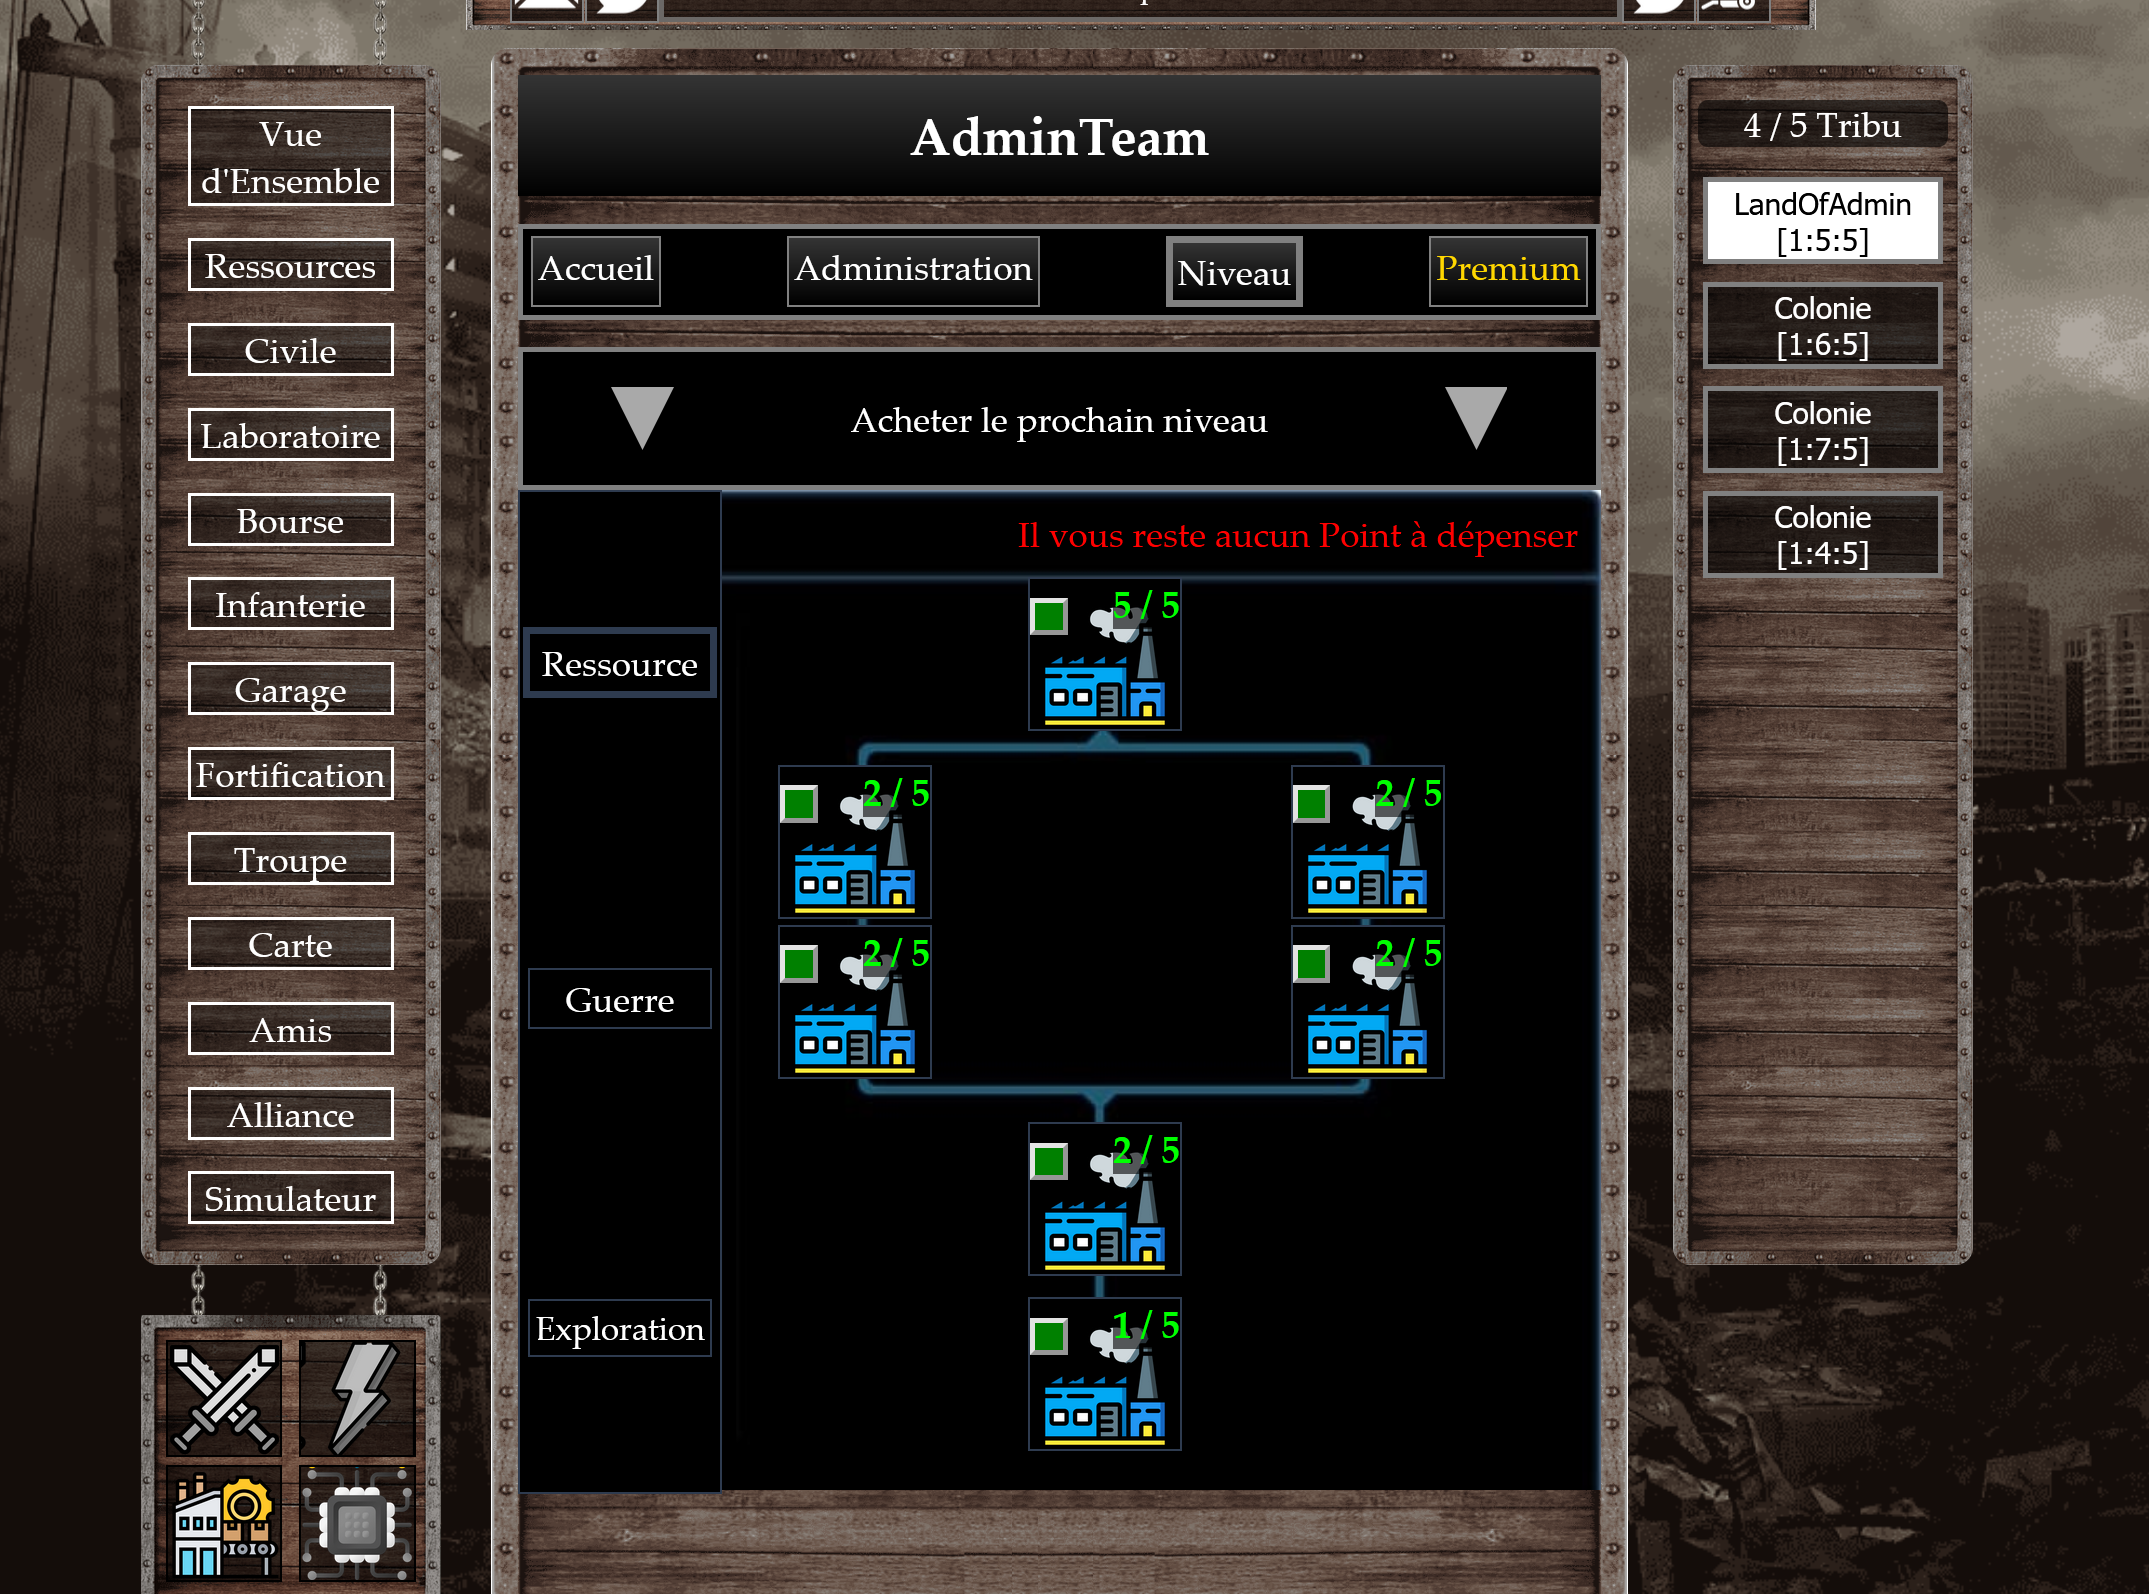 Vue
d'Ensemble
Ressources
Civile
Laboratoire
Bourse
Infanterie
Garage
Fortification
Troupe
Carte
Amis
Alliance
Simulateur
AdminTeam
Accueil
Administration
Niveau
Premium
Acheter le prochain niveau
Ressource
Guerre
Exploration
Il vous reste aucun Point à dépenser
5 / 5
2 / 5
2 / 5
2 / 5
2 / 5
2 / 5
1 / 5
4 / 5 Tribu
LandOfAdmin
[1:5:5]
Colonie
[1:6:5]
Colonie
[1:7:5]
Colonie
[1:4:5]